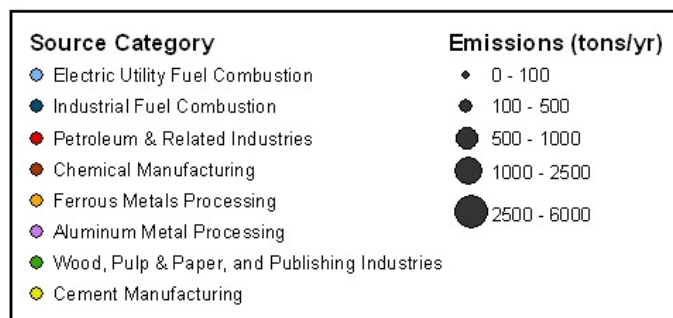 Source Category
Electric Utility Fuel Combustion
Industrial Fuel Combustion
Petroleum & Related Industries
Chemical Manufacturing
Ferrous Metals Processing
Aluminum Metal Processing
Wood, Pulp & Paper, and Publishing Industries
Cement Manufacturing
Emissions (tons/yr)
0 - 100
100 - 500
500 - 1000
1000 - 2500
2500 - 6000